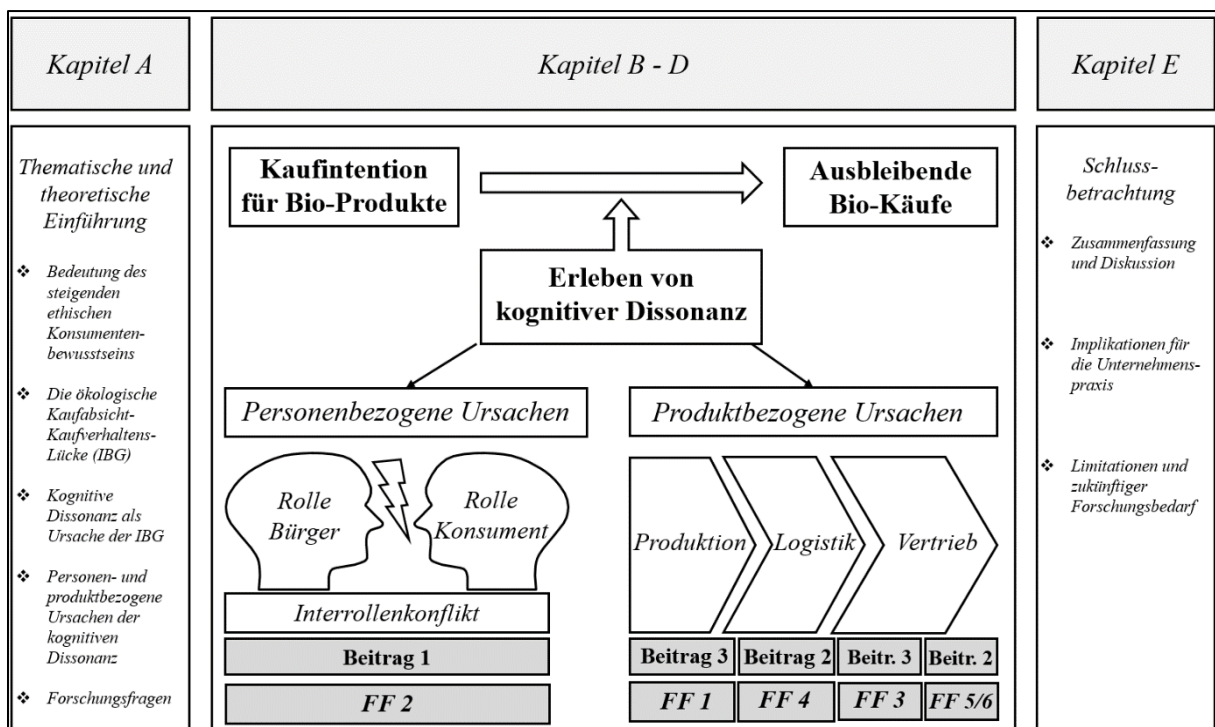 Kapitel A
Kapitel B - D
Kapitel E
Thematische und
theoretische
Einführung
❖ Bedeutung des
steigenden
ethischen
Konsumenten-
bewusstseins
❖ Die ökologische
Kaufabsicht-
Kaufverhaltens-
Lücke (IBG)
❖ Kognitive
Dissonanz als
Ursache der IBG
❖ Personen- und
produktbezogene
Ursachen der
kognitiven
Dissonanz
❖ Forschungsfragen
Kaufintention
für Bio-Produkte
Ausbleibende
Bio-Käufe
Erleben von
kognitiver Dissonanz
Personenbezogene Ursachen
Produktbezogene Ursachen
Rolle
Bürger
Rolle
Konsument
Interrollenkonflikt
Beitrag 1
FF 2
Produktion
Logistik
Vertrieb
Beitrag 3
Beitrag 2
Beitr. 3
Beitr. 2
FF 1
FF 4
FF 3
FF 5/6
Schluss-
betrachtung
❖ Zusammenfassung
und Diskussion
❖ Implikationen für
die Unternehmens-
praxis
❖ Limitationen und
zukünftiger
Forschungsbedarf